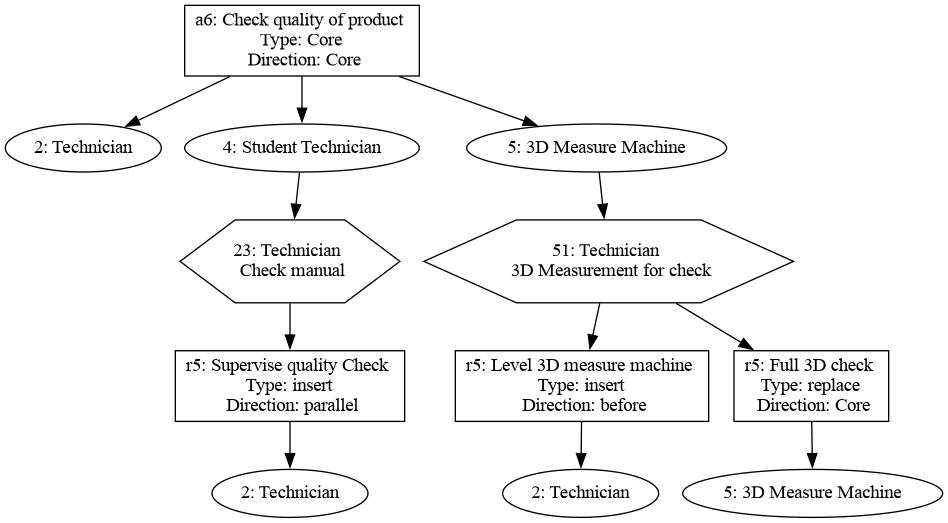 a6: Check quality of product
Type: Core
Direction: Core
2: Technician
4: Student Technician
5: 3D Measure Machine
23: Technician
Check manual
51: Technician
3D Measurement for check
r5: Supervise quality Check
Type: insert
Direction: parallel
r5: Level 3D measure machine
Type: insert
Direction: before
r5: Full 3D check
Type: replace
Direction: Core
2: Technician
2: Technician
5: 3D Measure Machine